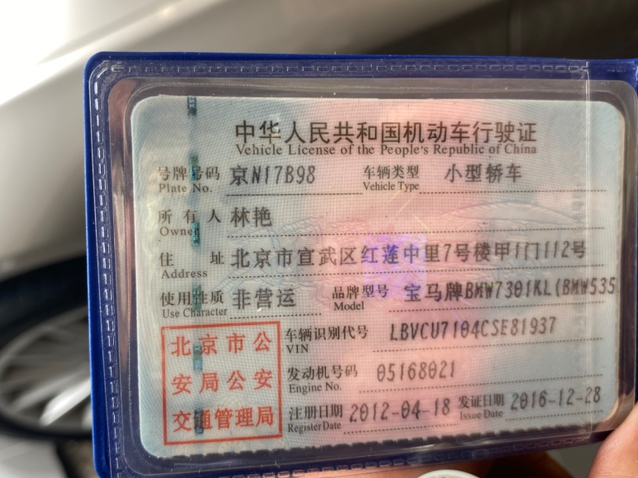 中华人民共和国机动车行驶证
Vehicle License of the People's Republic of China
号牌号码 京N17B98 车辆类型 小型轿车
Plate No. Vehicle Type
所有人 林艳
Owner
住址 北京市宣武区红莲中里7号楼甲1门112号
Address
使用性质 非营运 品牌型号 宝马牌BMW7301KL(BMW535
Use Character Model
北京市公
安局公安
交通管理局
车辆识别代号 LBVCU7104CSE81937
VIN
发动机号码 05168021
Engine No.
注册日期 2012-04-18 发证日期 2016-12-28
Register Date Issue Date